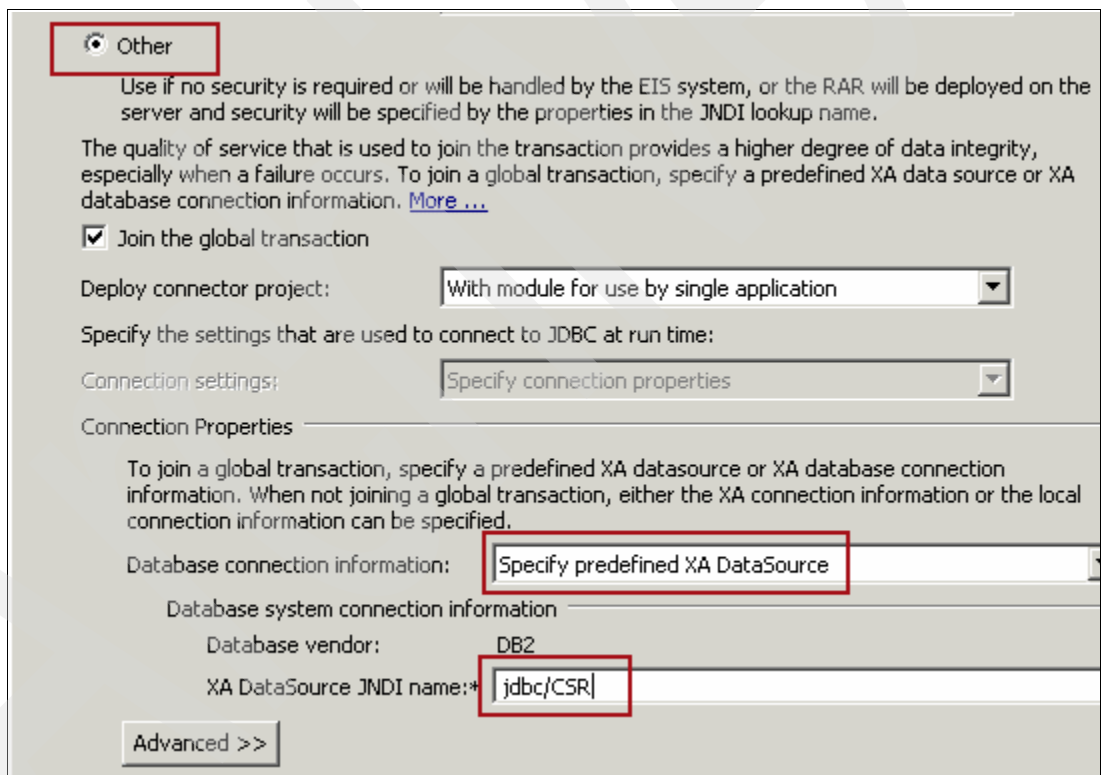 Other
Use if no security is required or will be handled by the EIS system, or the RAR will be deployed on the
server and security will be specified by the properties in the JNDI lookup name.
The quality of service that is used to join the transaction provides a higher degree of data integrity,
especially when a failure occurs. To join a global transaction, specify a predefined XA data source or XA
database connection information. More ...
Join the global transaction
Deploy connector project: With module for use by single application
Specify the settings that are used to connect to JDBC at run time:
Connection settings: Specify connection properties
Connection Properties
To join a global transaction, specify a predefined XA datasource or XA database connection
information. When not joining a global transaction, either the XA connection information or the local
connection information can be specified.
Database connection information: Specify predefined XA DataSource
Database system connection information
Database vendor: DB2
XA DataSource JNDI name:* jdbc/CSR
Advanced >>